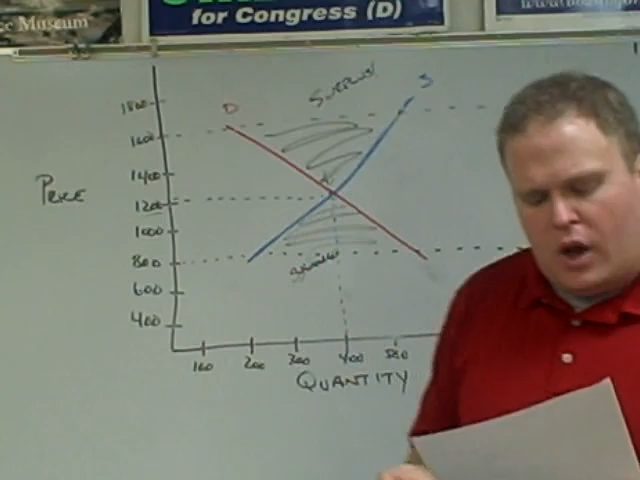 e Museum
for Congress (D)
SURPLUS
D
S
1800
1600
1400
1200
1000
800
600
400
PRICE
100
200
300
400
500
QUANTITY